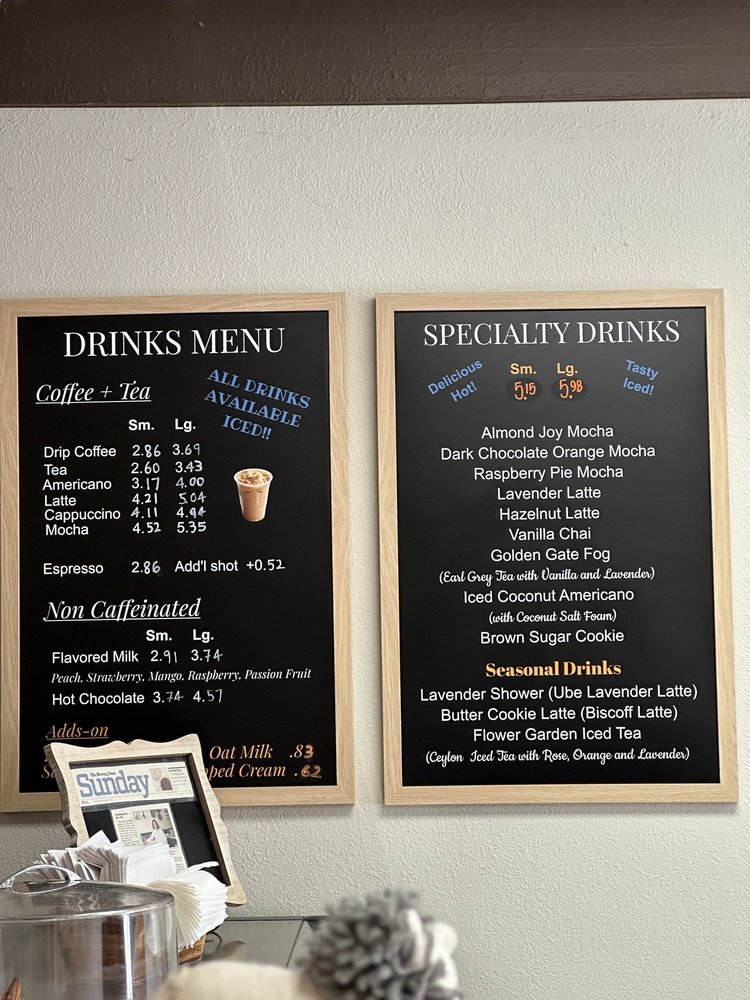 DRINKS MENU
Coffee + Tea
ALL DRINKS
AVAILABLE
ICED!!
Sm. Lg.
Drip Coffee 2.86 3.69
Tea 2.60 3.43
Americano 3.17 4.00
Latte 4.21 5.04
Cappuccino 4.11 4.94
Mocha 4.52 5.35
Espresso 2.86 Add'l shot +0.52
Non Caffeinated
Sm. Lg.
Flavored Milk 2.91 3.74
Peach, Strawberry, Mango, Raspberry, Passion Fruit
Hot Chocolate 3.74 4.57
Adds-on
Oat Milk .83
pped Cream .62
Sunday
SPECIALTY DRINKS
Delicious
Hot!
Sm. Lg.
5.15 5.98
Tasty
Iced!
Almond Joy Mocha
Dark Chocolate Orange Mocha
Raspberry Pie Mocha
Lavender Latte
Hazelnut Latte
Vanilla Chai
Golden Gate Fog
(Earl Grey Tea with Vanilla and Lavender)
Iced Coconut Americano
(with Coconut Salt Foam)
Brown Sugar Cookie
Seasonal Drinks
Lavender Shower (Ube Lavender Latte)
Butter Cookie Latte (Biscoff Latte)
Flower Garden Iced Tea
(Ceylon Iced Tea with Rose, Orange and Lavender)